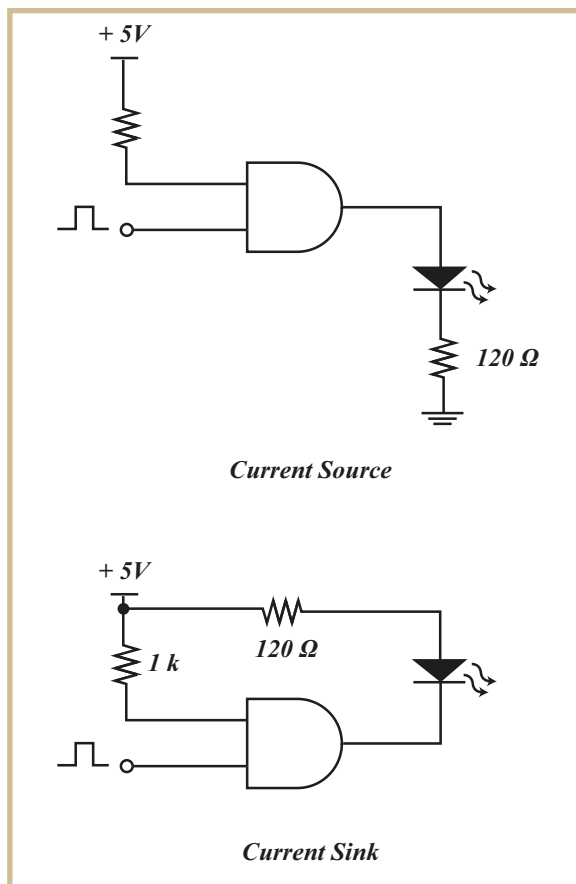 + 5V
120 Ω
Current Source
+ 5V
120 Ω
1 k
Current Sink